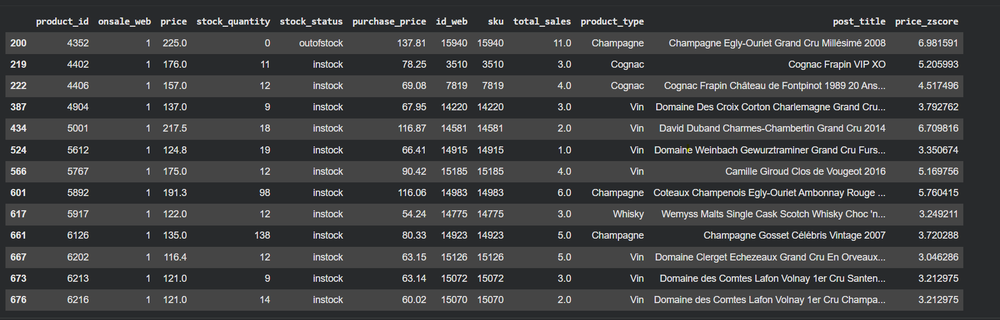 product_id onsale_web price stock_quantity stock_status purchase_price id_web sku total_sales product_type post_title price_zscore
200 4352 1 225.0 0 outofstock 137.81 15940 15940 11.0 Champagne Champagne Egly-Ouriet Grand Cru Millésimé 2008 6.981591
219 4402 1 176.0 11 instock 78.25 3510 3510 3.0 Cognac Cognac Frapin VIP XO 5.205993
222 4406 1 157.0 12 instock 69.08 7819 7819 4.0 Cognac Cognac Frapin Château de Fontpinot 1989 20 Ans... 4.517496
387 4904 1 137.0 9 instock 67.95 14220 14220 3.0 Vin Domaine Des Croix Corton Charlemagne Grand Cru... 3.792762
434 5001 1 217.5 18 instock 116.87 14581 14581 2.0 Vin David Duband Charmes-Chambertin Grand Cru 2014 6.709816
524 5612 1 124.8 19 instock 66.41 14915 14915 1.0 Vin Domaine Weinbach Gewurztraminer Grand Cru Furs... 3.350674
566 5767 1 175.0 12 instock 90.42 15185 15185 4.0 Vin Camille Giroud Clos de Vougeot 2016 5.169756
601 5892 1 191.3 98 instock 116.06 14983 14983 6.0 Champagne Coteaux Champenois Egly-Ouriet Ambonnay Rouge ... 5.760415
617 5917 1 122.0 12 instock 54.24 14775 14775 3.0 Whisky Wemyss Malts Single Cask Scotch Whisky Choc 'n... 3.249211
661 6126 1 135.0 138 instock 80.33 14923 14923 5.0 Champagne Champagne Gosset Célébris Vintage 2007 3.720288
667 6202 1 116.4 12 instock 63.15 15126 15126 5.0 Vin Domaine Clerget Echezeaux Grand Cru En Orveaux... 3.046286
673 6213 1 121.0 9 instock 63.14 15072 15072 3.0 Vin Domaine des Comtes Lafon Volnay 1er Cru Santen... 3.212975
676 6216 1 121.0 14 instock 60.02 15070 15070 2.0 Vin Domaine des Comtes Lafon Volnay 1er Cru Champa... 3.212975